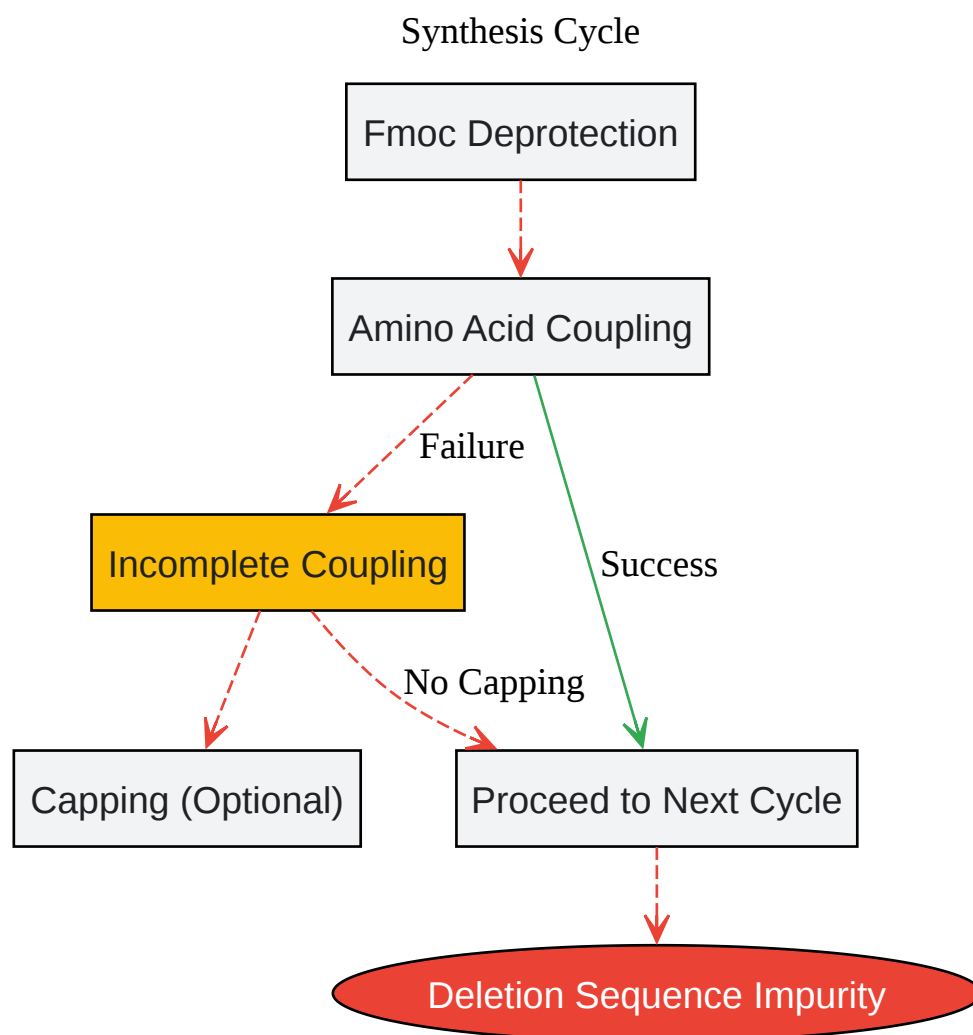 Synthesis Cycle
Fmoc Deprotection
Amino Acid Coupling
Failure
Incomplete Coupling
Success
No Capping
Capping (Optional)
Proceed to Next Cycle
Deletion Sequence Impurity